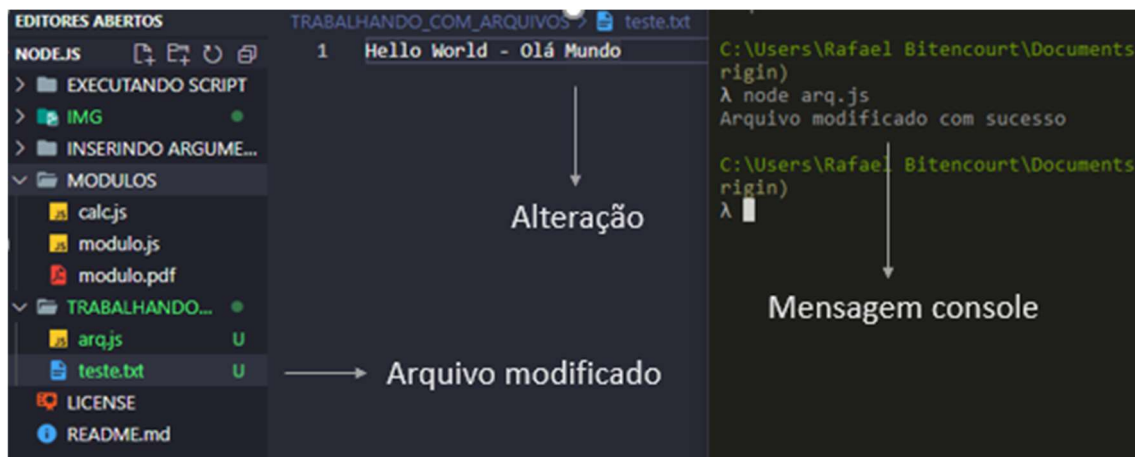 EDITORES ABERTOS
NODE.JS
EXECUTANDO SCRIPT
IMG
INSERINDO ARGUME...
MODULOS
calc.js
modulo.js
modulo.pdf
TRABALHANDO...
arq.js U
teste.txt U
LICENSE
README.md
TRABALHANDO_COM_ARQUIVOS > teste.txt
1 Hello World - Olá Mundo
Alteração
Arquivo modificado
C:\Users\Rafael Bitencourt\Documents
rigin)
λ node arq.js
Arquivo modificado com sucesso
C:\Users\Rafael Bitencourt\Documents
rigin)
λ
Mensagem console